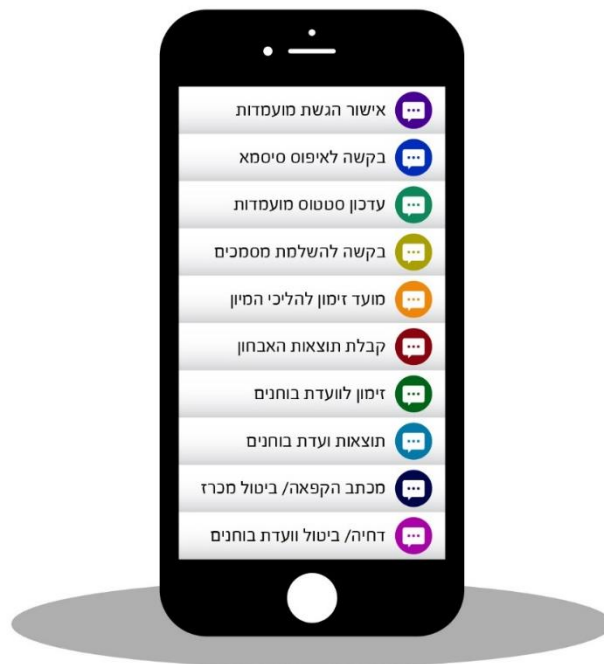 אישור הגשת מועמדות
בקשה לאיפוס סיסמא
עדכון סטטוס מועמדות
בקשה להשלמת מסמכים
מועד זימון להליכי המיון
קבלת תוצאות האבחון
זימון לוועדת בוחנים
תוצאות ועדת בוחנים
מכתב הקפאה/ ביטול מכרז
דחיה/ ביטול וועדת בוחנים